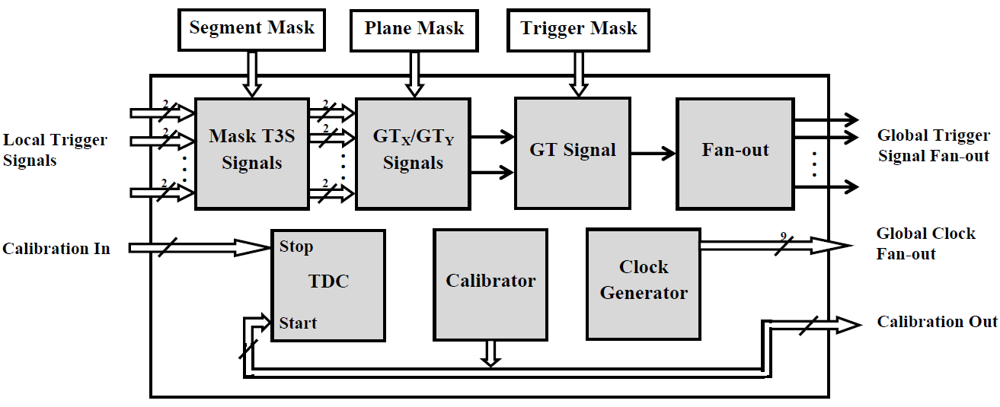 Segment Mask
Plane Mask
Trigger Mask
2
2
2
2
2
2
Local Trigger
Signals
Mask T3S
Signals
GTX/GTY
Signals
GT Signal
Fan-out
Global Trigger
Signal Fan-out
Calibration In
Stop
TDC
Start
Calibrator
Clock
Generator
9
Global Clock
Fan-out
Calibration Out